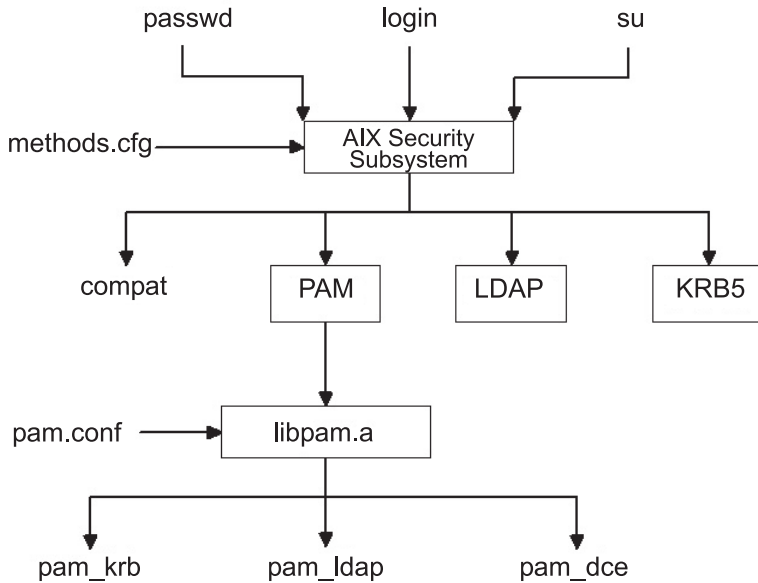 passwd
login
su
methods.cfg
AIX Security
Subsystem
compat
PAM
LDAP
KRB5
pam.conf
libpam.a
pam_krb
pam_ldap
pam_dce